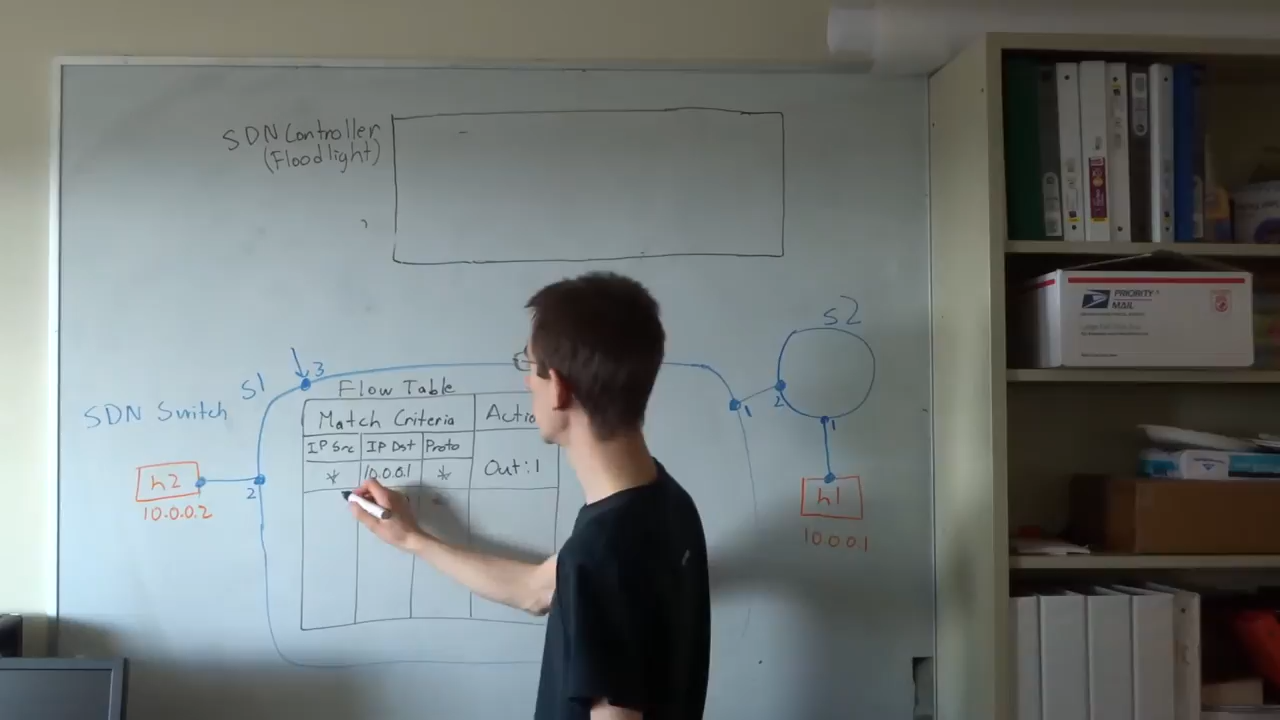 SDN Controller
(Floodlight)
S2
3
S1
Flow Table
SDN Switch
Match Criteria
Actio
1
2
1
IP Src
IP Dst
Proto
*
10.0.0.1
*
Out:1
h2
2
h1
10.0.0.2
10.0.0.1
PRIORITY
MAIL